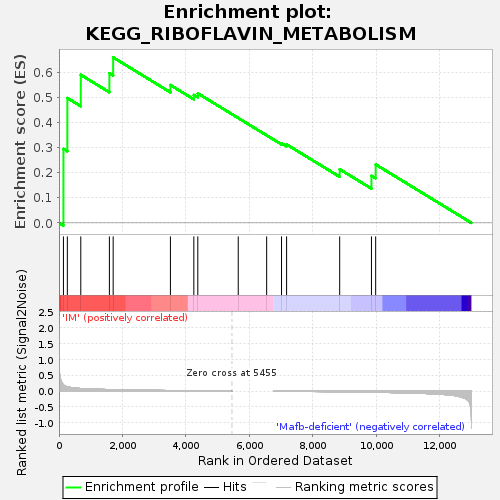 Enrichment plot:
KEGG_RIBOFLAVIN_METABOLISM
Enrichment score (ES)
0.6
0.5
0.4
0.3
0.2
0.1
0.0
'IM' (positively correlated)
Ranked list metric (Signal2Noise)
2.5
2.0
1.5
1.0
0.5
0.0
-0.5
-1.0
Zero cross at 5455
'Mafb-deficient' (negatively correlated)
0 2,000 4,000 6,000 8,000 10,000 12,000
Rank in Ordered Dataset
Enrichment profile Hits Ranking metric scores